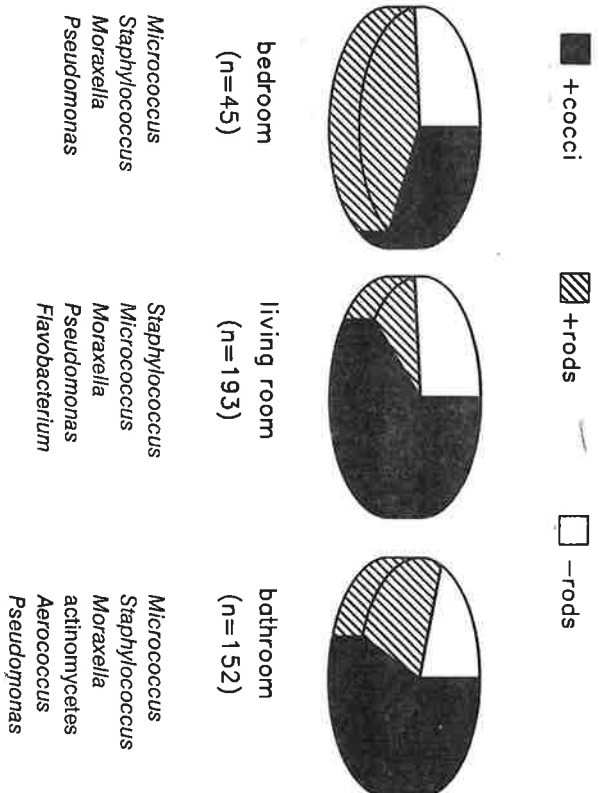 +cocci
+rods
−rods
bedroom
(n=45)
living room
(n=193)
bathroom
(n=152)
Micrococcus
Staphylococcus
Moraxella
Pseudomonas
Staphylococcus
Micrococcus
Moraxella
Pseudomonas
Flavobacterium
Micrococcus
Staphylococcus
Moraxella
actinomycetes
Aerococcus
Pseudomonas